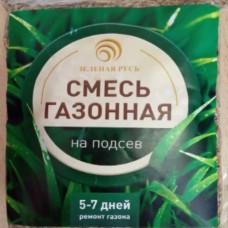 ЗЕЛЕНАЯ РУСЬ
СМЕСЬ
ГАЗОННАЯ
на подсев
5-7 дней
ремонт газона